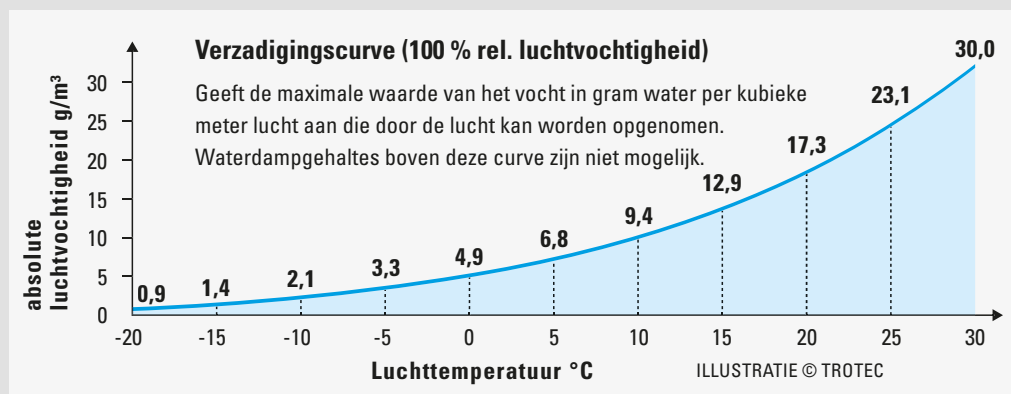 Verzadigingscurve (100 % rel. luchtvochtigheid)
Geeft de maximale waarde van het vocht in gram water per kubieke
meter lucht aan die door de lucht kan worden opgenomen.
Waterdampgehaltes boven deze curve zijn niet mogelijk.
absolute
luchtvochtigheid g/m³
30
25
20
15
10
5
0
0,9
1,4
2,1
3,3
4,9
6,8
9,4
12,9
17,3
23,1
30,0
-20 -15 -10 -5 0 5 10 15 20 25 30
Luchttemperatuur °C
ILLUSTRATIE © TROTEC